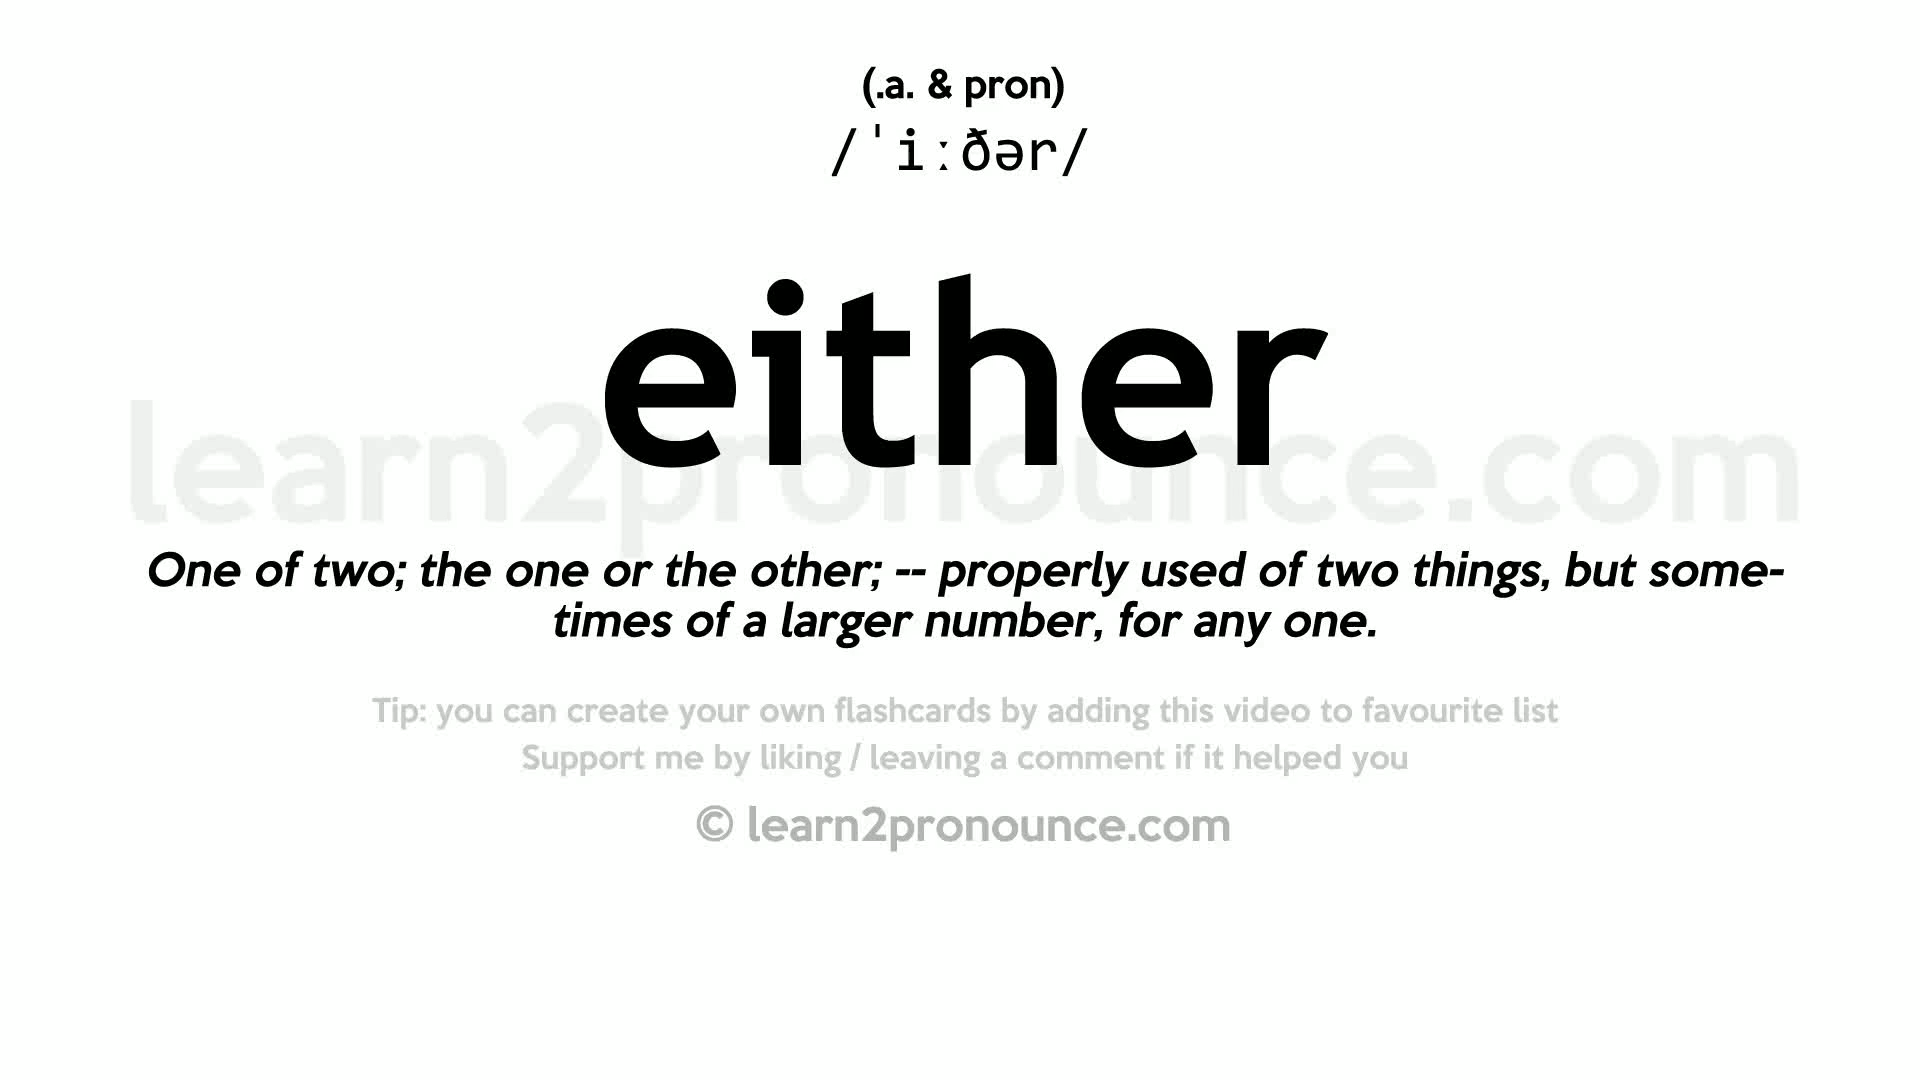 (.a. & pron)
/ˈiːðər/
either
learn2pronounce.com
One of two; the one or the other; -- properly used of two things, but some-
times of a larger number, for any one.
Tip: you can create your own flashcards by adding this video to favourite list
Support me by liking / leaving a comment if it helped you
© learn2pronounce.com